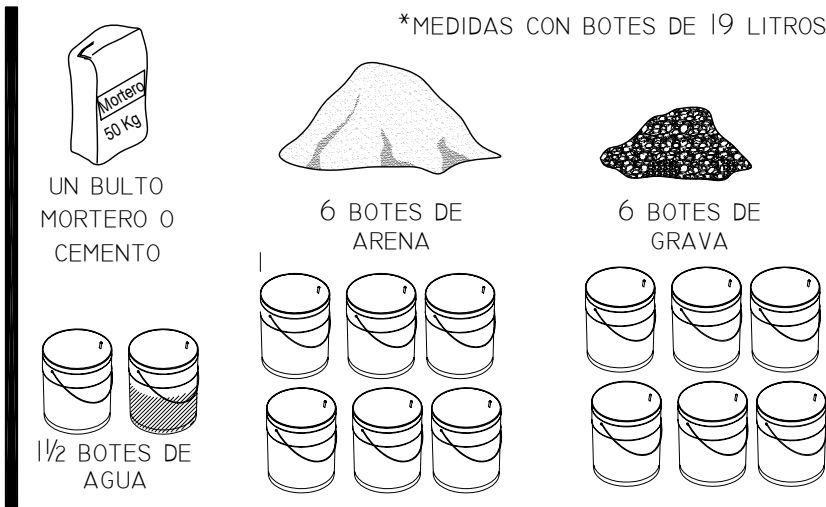 *MEDIDAS CON BOTES DE 19 LITROS
Mortero
50 Kg
UN BULTO
MORTERO O
CEMENTO
6 BOTES DE
ARENA
6 BOTES DE
GRAVA
1½ BOTES DE
AGUA